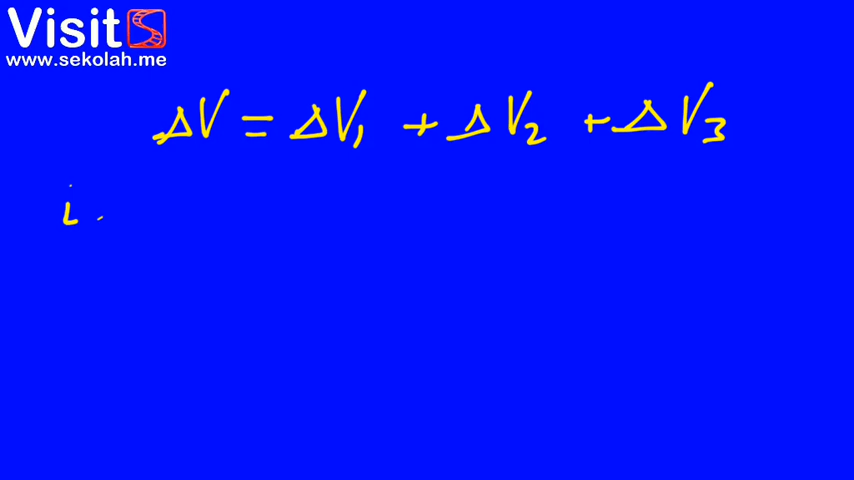 Visit S
www.sekolah.me
ΔV = ΔV₁ + ΔV₂ + ΔV₃
i .